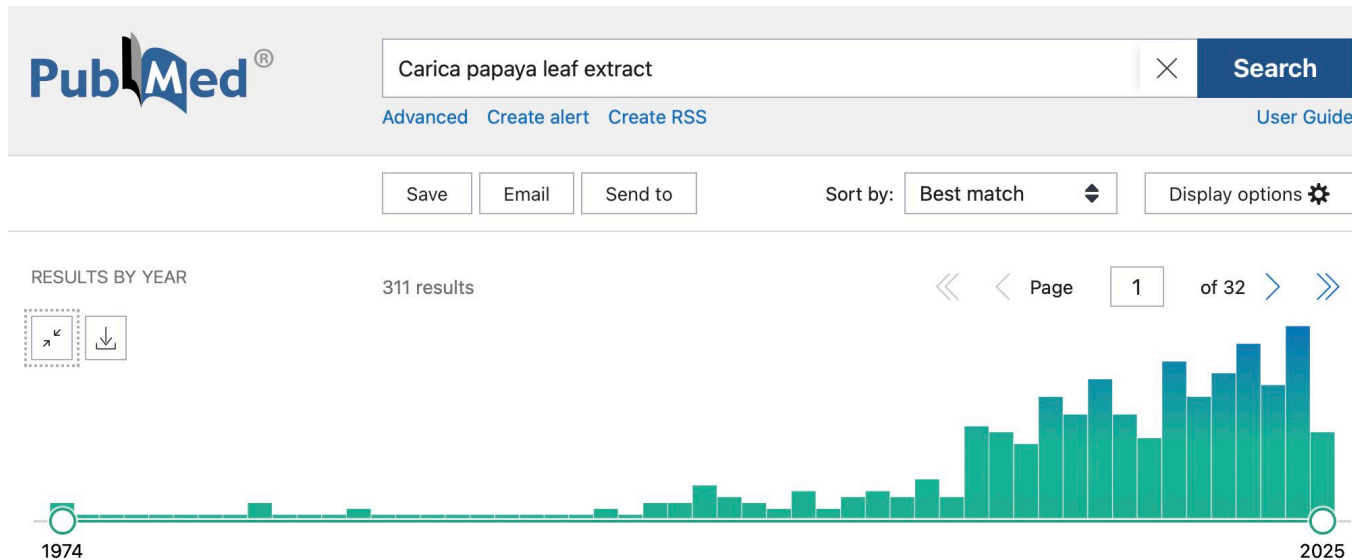 PubMed®
Carica papaya leaf extract
Search
Advanced Create alert Create RSS
User Guide
Save Email Send to
Sort by: Best match
Display options
RESULTS BY YEAR
311 results
Page 1 of 32
1974
2025